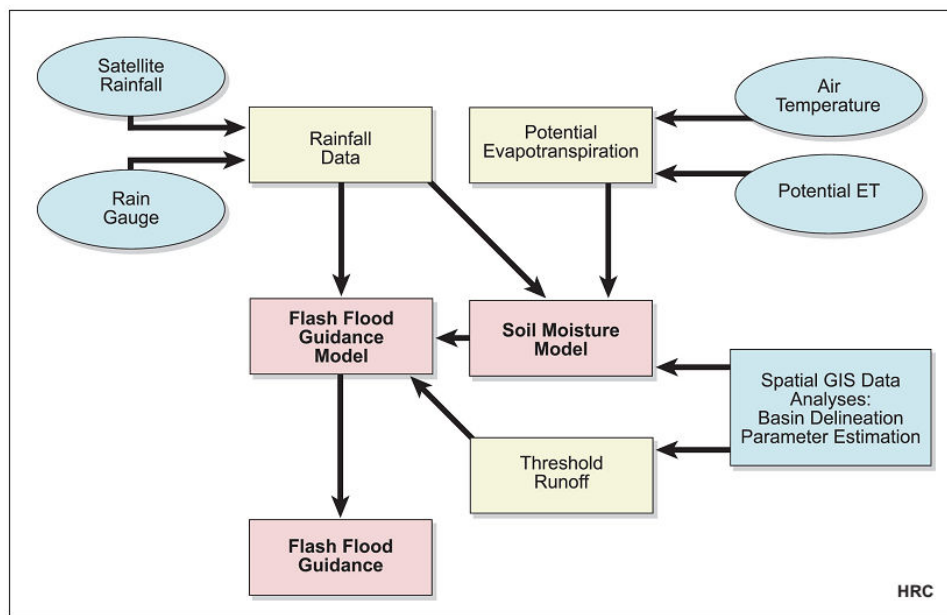 Satellite
Rainfall
Rain
Gauge
Rainfall
Data
Potential
Evapotranspiration
Air
Temperature
Potential ET
Flash Flood
Guidance
Model
Soil Moisture
Model
Spatial GIS Data
Analyses:
Basin Delineation
Parameter Estimation
Threshold
Runoff
Flash Flood
Guidance
HRC